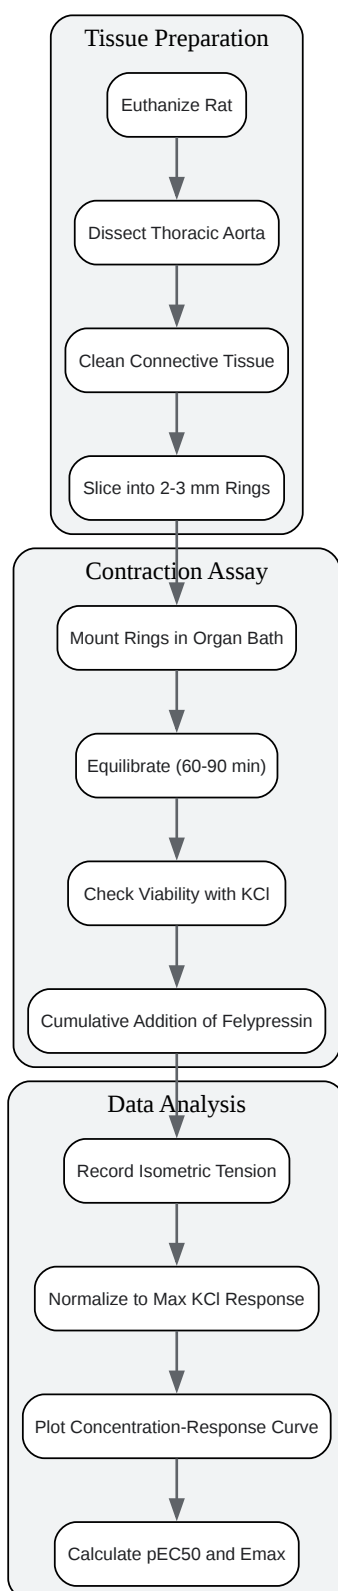 Tissue Preparation
Euthanize Rat
Dissect Thoracic Aorta
Clean Connective Tissue
Slice into 2-3 mm Rings
Contraction Assay
Mount Rings in Organ Bath
Equilibrate (60-90 min)
Check Viability with KCl
Cumulative Addition of Felypressin
Data Analysis
Record Isometric Tension
Normalize to Max KCl Response
Plot Concentration-Response Curve
Calculate pEC50 and Emax